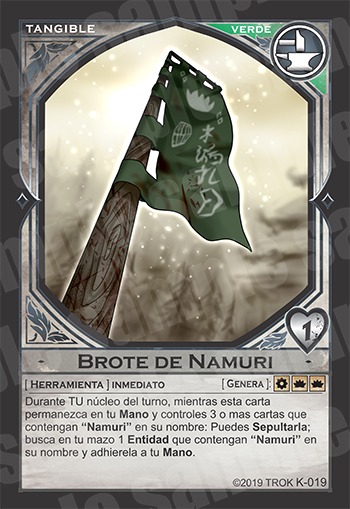 TANGIBLE
VERDE
1
BROTE DE NAMURI
[ HERRAMIENTA ] INMEDIATO
[ GENERA ]:
Durante TU núcleo del turno, mientras esta carta
permanezca en tu Mano y controles 3 o mas cartas que
contengan “Namuri” en su nombre: Puedes Sepultarla;
busca en tu mazo 1 Entidad que contengan “Namuri” en
su nombre y adhierela a tu Mano.
©2019 TROK K-019